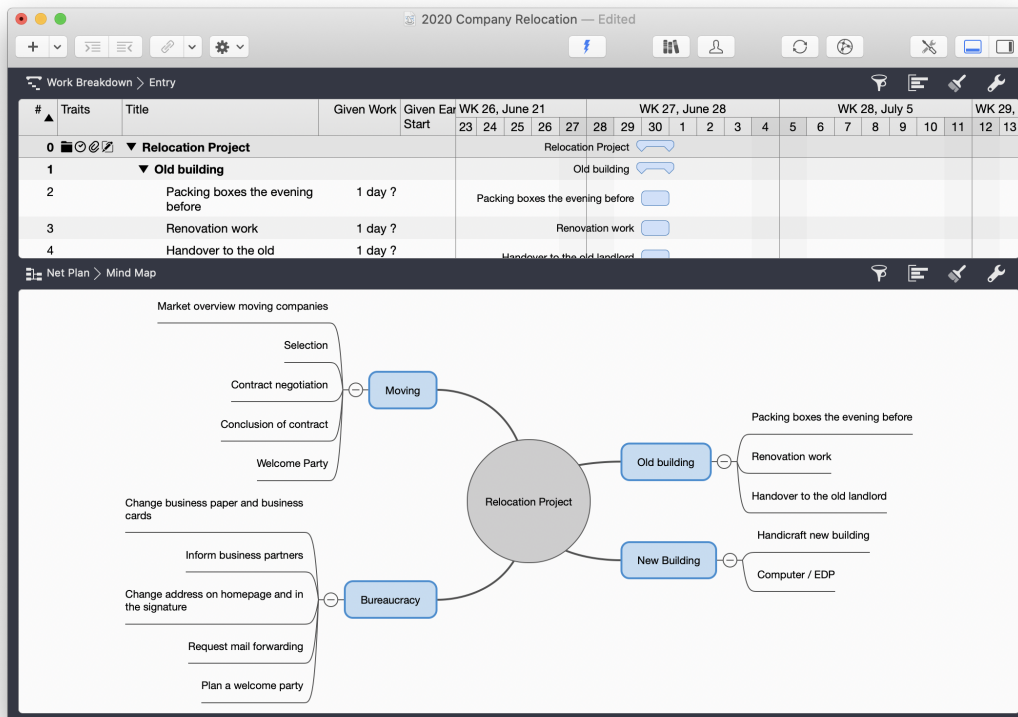 2020 Company Relocation — Edited
Work Breakdown > Entry
# Traits Title Given Work Given Ear WK 26, June 21 WK 27, June 28 WK 28, July 5 WK 29,
Start 23 24 25 26 27 28 29 30 1 2 3 4 5 6 7 8 9 10 11 12 13
0 Relocation Project Relocation Project
1 Old building Old building
2 Packing boxes the evening 1 day ? Packing boxes the evening before
before
3 Renovation work 1 day ? Renovation work
4 Handover to the old 1 day ? Handover to the old landlord
Net Plan > Mind Map
Market overview moving companies
Selection
Contract negotiation
Conclusion of contract
Welcome Party
Moving
Change business paper and business
cards
Inform business partners
Change address on homepage and in
the signature
Request mail forwarding
Plan a welcome party
Bureaucracy
Relocation Project
Old building
Packing boxes the evening before
Renovation work
Handover to the old landlord
New Building
Handicraft new building
Computer / EDP